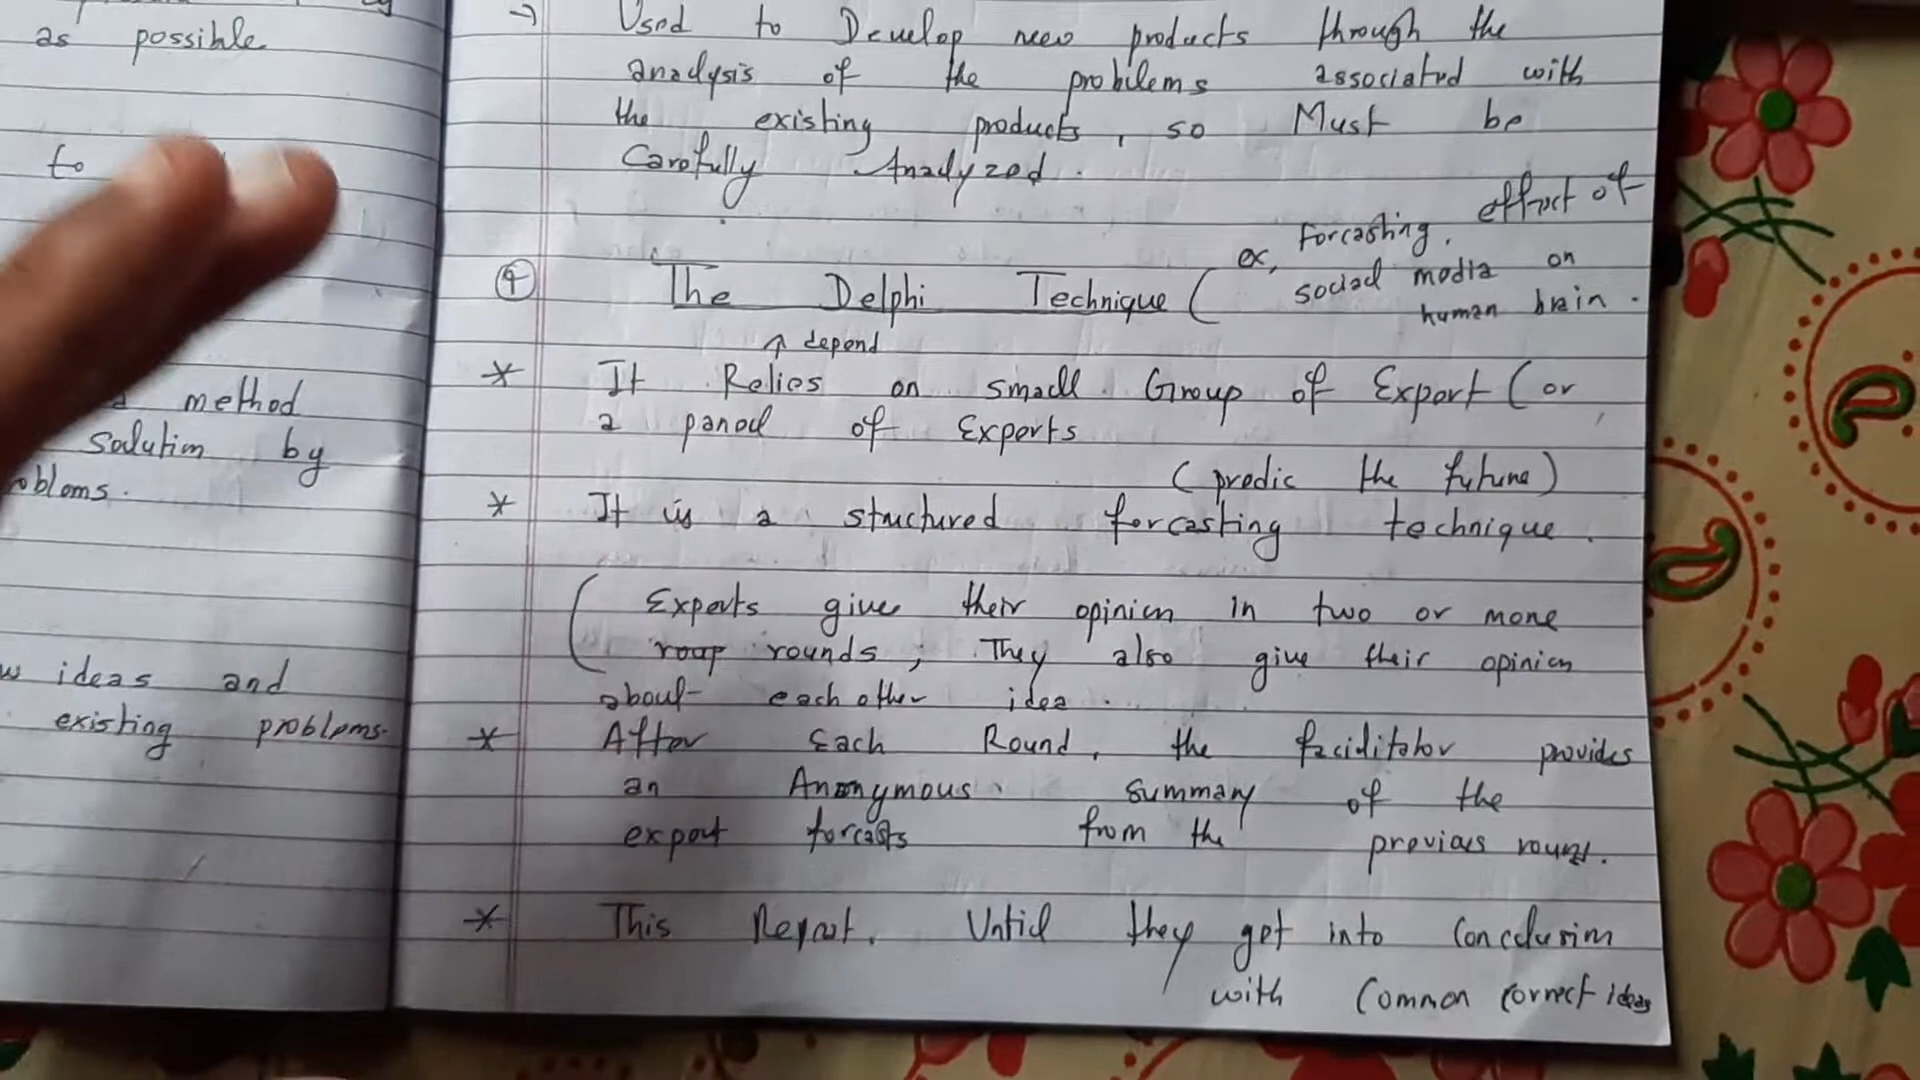 as possible
to
method
solution by
oblems.
w ideas and
existing problems.
→ Used to Develop new products through the
analysis of the probilems associated with
the existing products, so Must be
Carefully Analyzed.
④ The Delphi Technique ( ex, Forcasting, effect of
social media on
human brain.
↑ depend
* It Relies on small Group of Expert (or
a panel of Experts
(predic the future)
* It is a structured forcasting technique.
(Experts give their opinion in two or more
rounds, They also give their opinion
about each other idea.
* After Each Round, the facilitator provides
an Anonymous summary of the
expert forcasts from the previous round.
* This Repeat. Until they get into Conclusion
with Common correct ideas